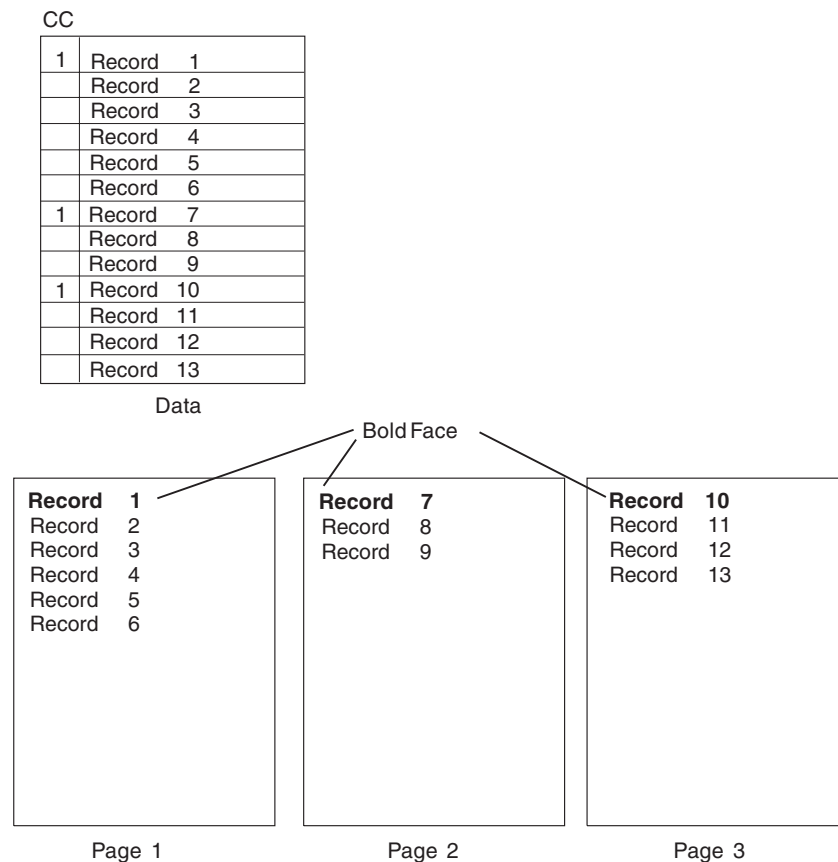 CC
1 Record 1
Record 2
Record 3
Record 4
Record 5
Record 6
1 Record 7
Record 8
Record 9
1 Record 10
Record 11
Record 12
Record 13
Data
Bold Face
Record 1
Record 2
Record 3
Record 4
Record 5
Record 6
Page 1
Record 7
Record 8
Record 9
Page 2
Record 10
Record 11
Record 12
Record 13
Page 3